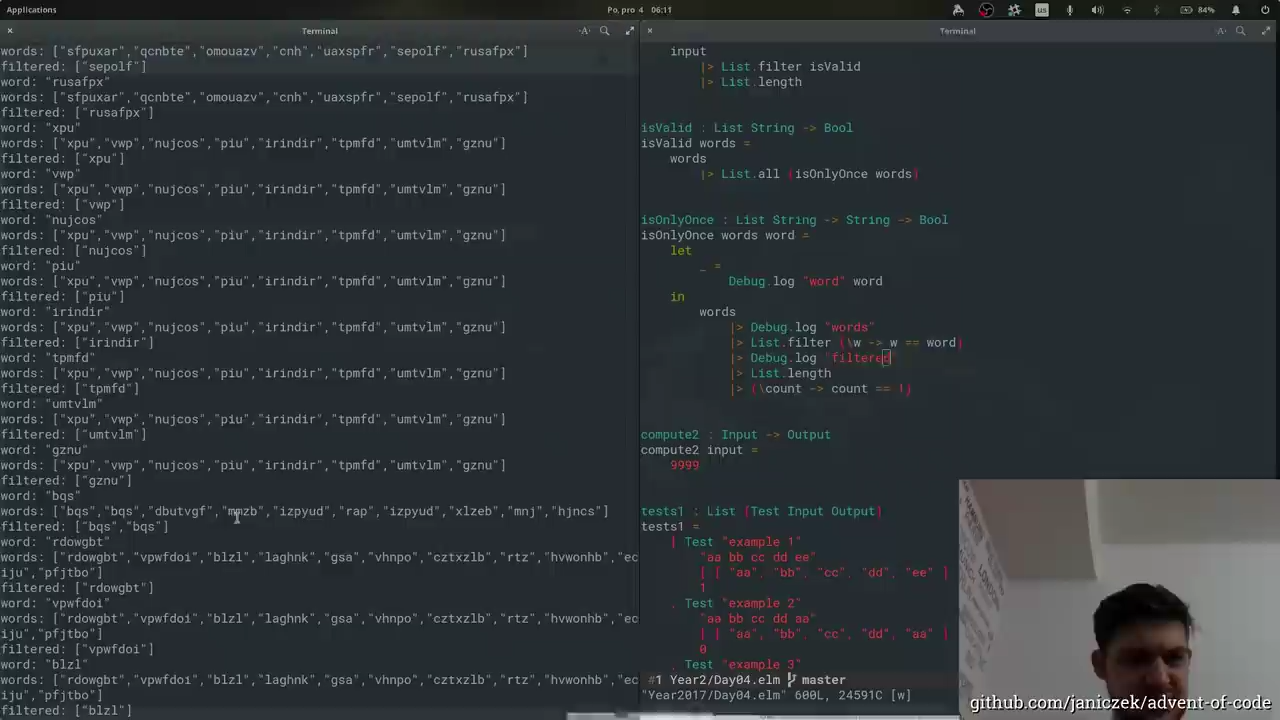 Applications
Po, pro 4 06:11
us
84%
Terminal
words: ["sfpuxar","qcnbte","omouazv","cnh","uaxspfr","sepolf","rusafpx"]
filtered: ["sepolf"]
word: "rusafpx"
words: ["sfpuxar","qcnbte","omouazv","cnh","uaxspfr","sepolf","rusafpx"]
filtered: ["rusafpx"]
word: "xpu"
words: ["xpu","vwp","nujcos","piu","irindir","tpmfd","umtvlm","gznu"]
filtered: ["xpu"]
word: "vwp"
words: ["xpu","vwp","nujcos","piu","irindir","tpmfd","umtvlm","gznu"]
filtered: ["vwp"]
word: "nujcos"
words: ["xpu","vwp","nujcos","piu","irindir","tpmfd","umtvlm","gznu"]
filtered: ["nujcos"]
word: "piu"
words: ["xpu","vwp","nujcos","piu","irindir","tpmfd","umtvlm","gznu"]
filtered: ["piu"]
word: "irindir"
words: ["xpu","vwp","nujcos","piu","irindir","tpmfd","umtvlm","gznu"]
filtered: ["irindir"]
word: "tpmfd"
words: ["xpu","vwp","nujcos","piu","irindir","tpmfd","umtvlm","gznu"]
filtered: ["tpmfd"]
word: "umtvlm"
words: ["xpu","vwp","nujcos","piu","irindir","tpmfd","umtvlm","gznu"]
filtered: ["umtvlm"]
word: "gznu"
words: ["xpu","vwp","nujcos","piu","irindir","tpmfd","umtvlm","gznu"]
filtered: ["gznu"]
word: "bqs"
words: ["bqs","bqs","dbutvgf","mmzb","izpyud","rap","izpyud","xlzeb","mnj","hjncs"]
filtered: ["bqs","bqs"]
word: "rdowgbt"
words: ["rdowgbt","vpwfdoi","blzl","laghnk","gsa","vhnpo","cztxzlb","rtz","hvwonhb","ec
iju","pfjtbo"]
filtered: ["rdowgbt"]
word: "vpwfdoi"
words: ["rdowgbt","vpwfdoi","blzl","laghnk","gsa","vhnpo","cztxzlb","rtz","hvwonhb","ec
iju","pfjtbo"]
filtered: ["vpwfdoi"]
word: "blzl"
words: ["rdowgbt","vpwfdoi","blzl","laghnk","gsa","vhnpo","cztxzlb","rtz","hvwonhb","ec
iju","pfjtbo"]
filtered: ["blzl"]
Terminal
input
|> List.filter isValid
|> List.length
isValid : List String -> Bool
isValid words =
words
|> List.all (isOnlyOnce words)
isOnlyOnce : List String -> String -> Bool
isOnlyOnce words word =
let
_ =
Debug.log "word" word
in
words
|> Debug.log "words"
|> List.filter (\w -> w == word)
|> Debug.log "filtered"
|> List.length
|> (\count -> count == 1)
compute2 : Input -> Output
compute2 input =
9999
tests1 : List (Test Input Output)
tests1 =
[ Test "example 1"
"aa bb cc dd ee"
[ [ "aa", "bb", "cc", "dd", "ee" ]
1
, Test "example 2"
"aa bb cc dd aa"
[ [ "aa", "bb", "cc", "dd", "aa" ]
0
, Test "example 3"
#1 Year2/Day04.elm master
"Year2017/Day04.elm" 600L, 24591C [w]
github.com/janiczek/advent-of-code